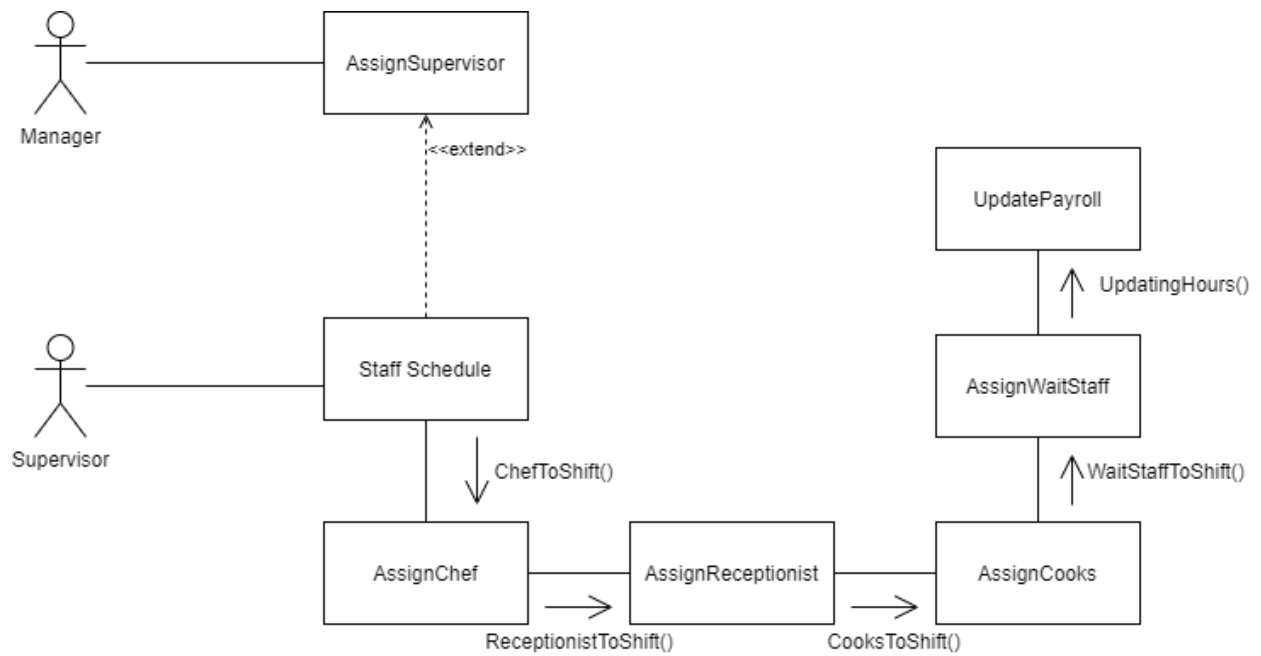 AssignSupervisor
Manager
<<extend>>
UpdatePayroll
UpdatingHours()
Staff Schedule
AssignWaitStaff
Supervisor
ChefToShift()
WaitStaffToShift()
AssignChef
AssignReceptionist
AssignCooks
ReceptionistToShift()
CooksToShift()